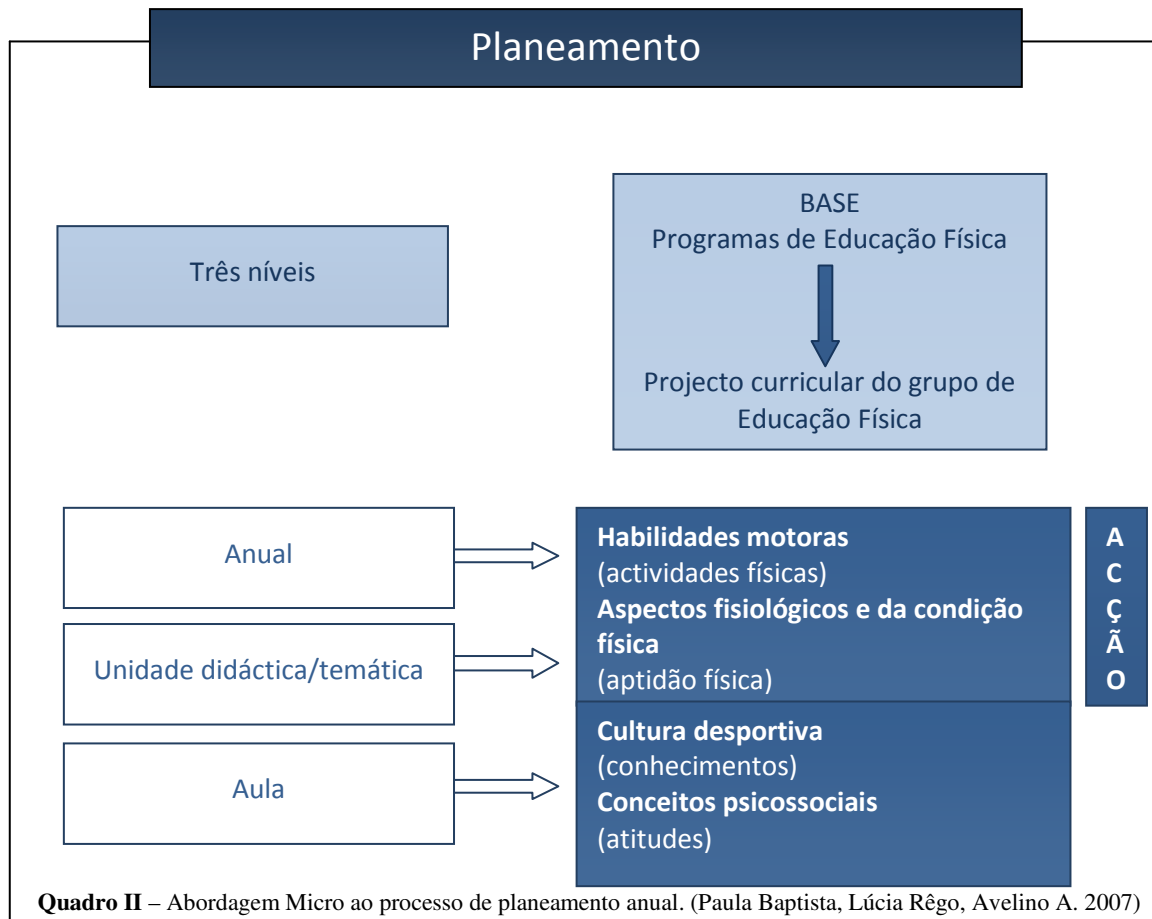 Planeamento
Três níveis
BASE
Programas de Educação Física
Projecto curricular do grupo de
Educação Física
Anual
Unidade didáctica/temática
Aula
Habilidades motoras
(actividades físicas)
Aspectos fisiológicos e da condição
física
(aptidão física)
Cultura desportiva
(conhecimentos)
Conceitos psicossociais
(atitudes)
A
C
Ç
Ã
O
Quadro II – Abordagem Micro ao processo de planeamento anual. (Paula Baptista, Lúcia Rêgo, Avelino A. 2007)